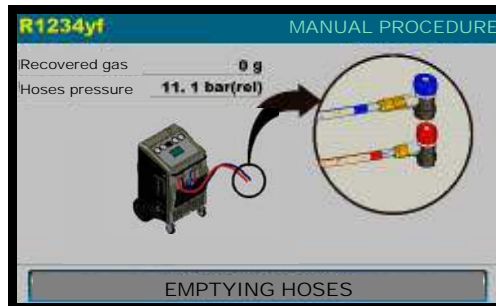 R1234yf MANUAL PROCEDURE
Recovered gas 0 g
Hoses pressure 11. 1 bar(rel)
EMPTYING HOSES